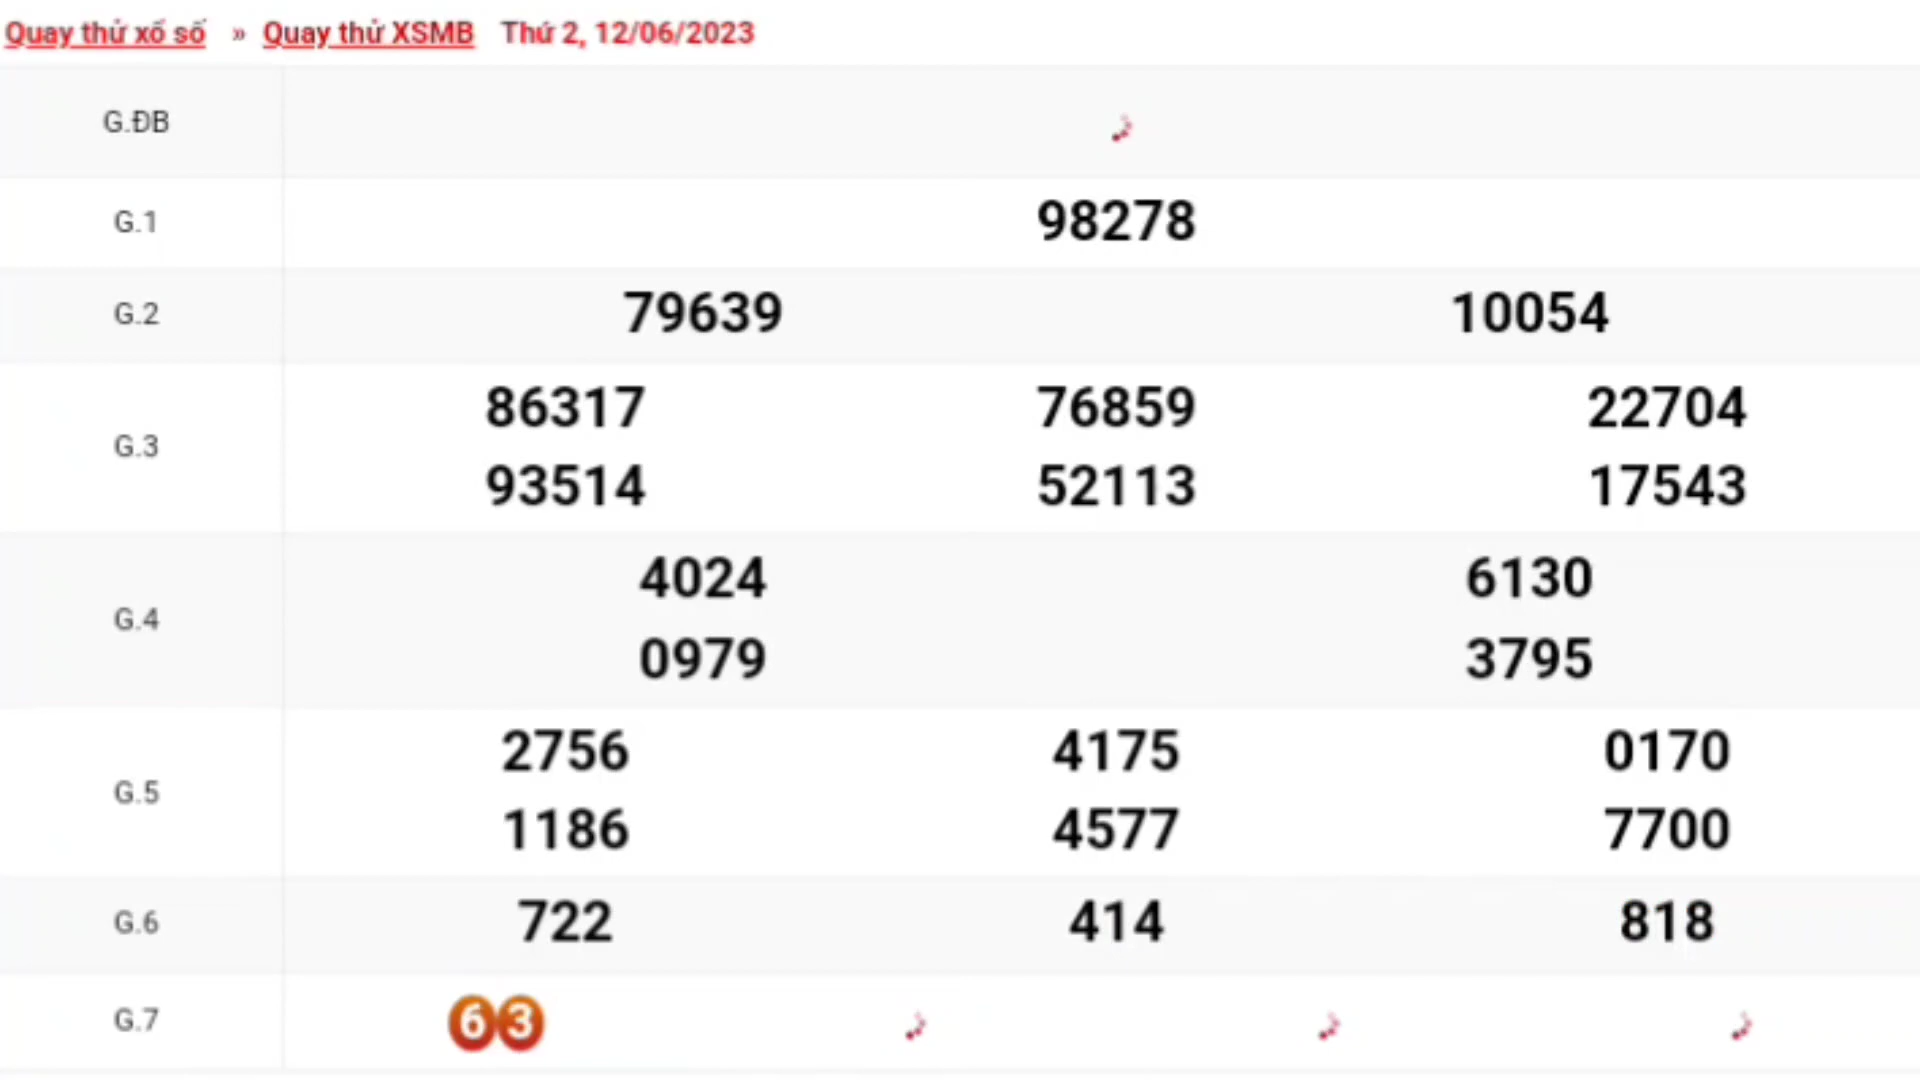 Quay thử xổ số » Quay thử XSMB Thứ 2, 12/06/2023
G.ĐB
G.1 98278
G.2 79639 10054
G.3 86317 76859 22704
93514 52113 17543
G.4 4024 6130
0979 3795
G.5 2756 4175 0170
1186 4577 7700
G.6 722 414 818
G.7 63